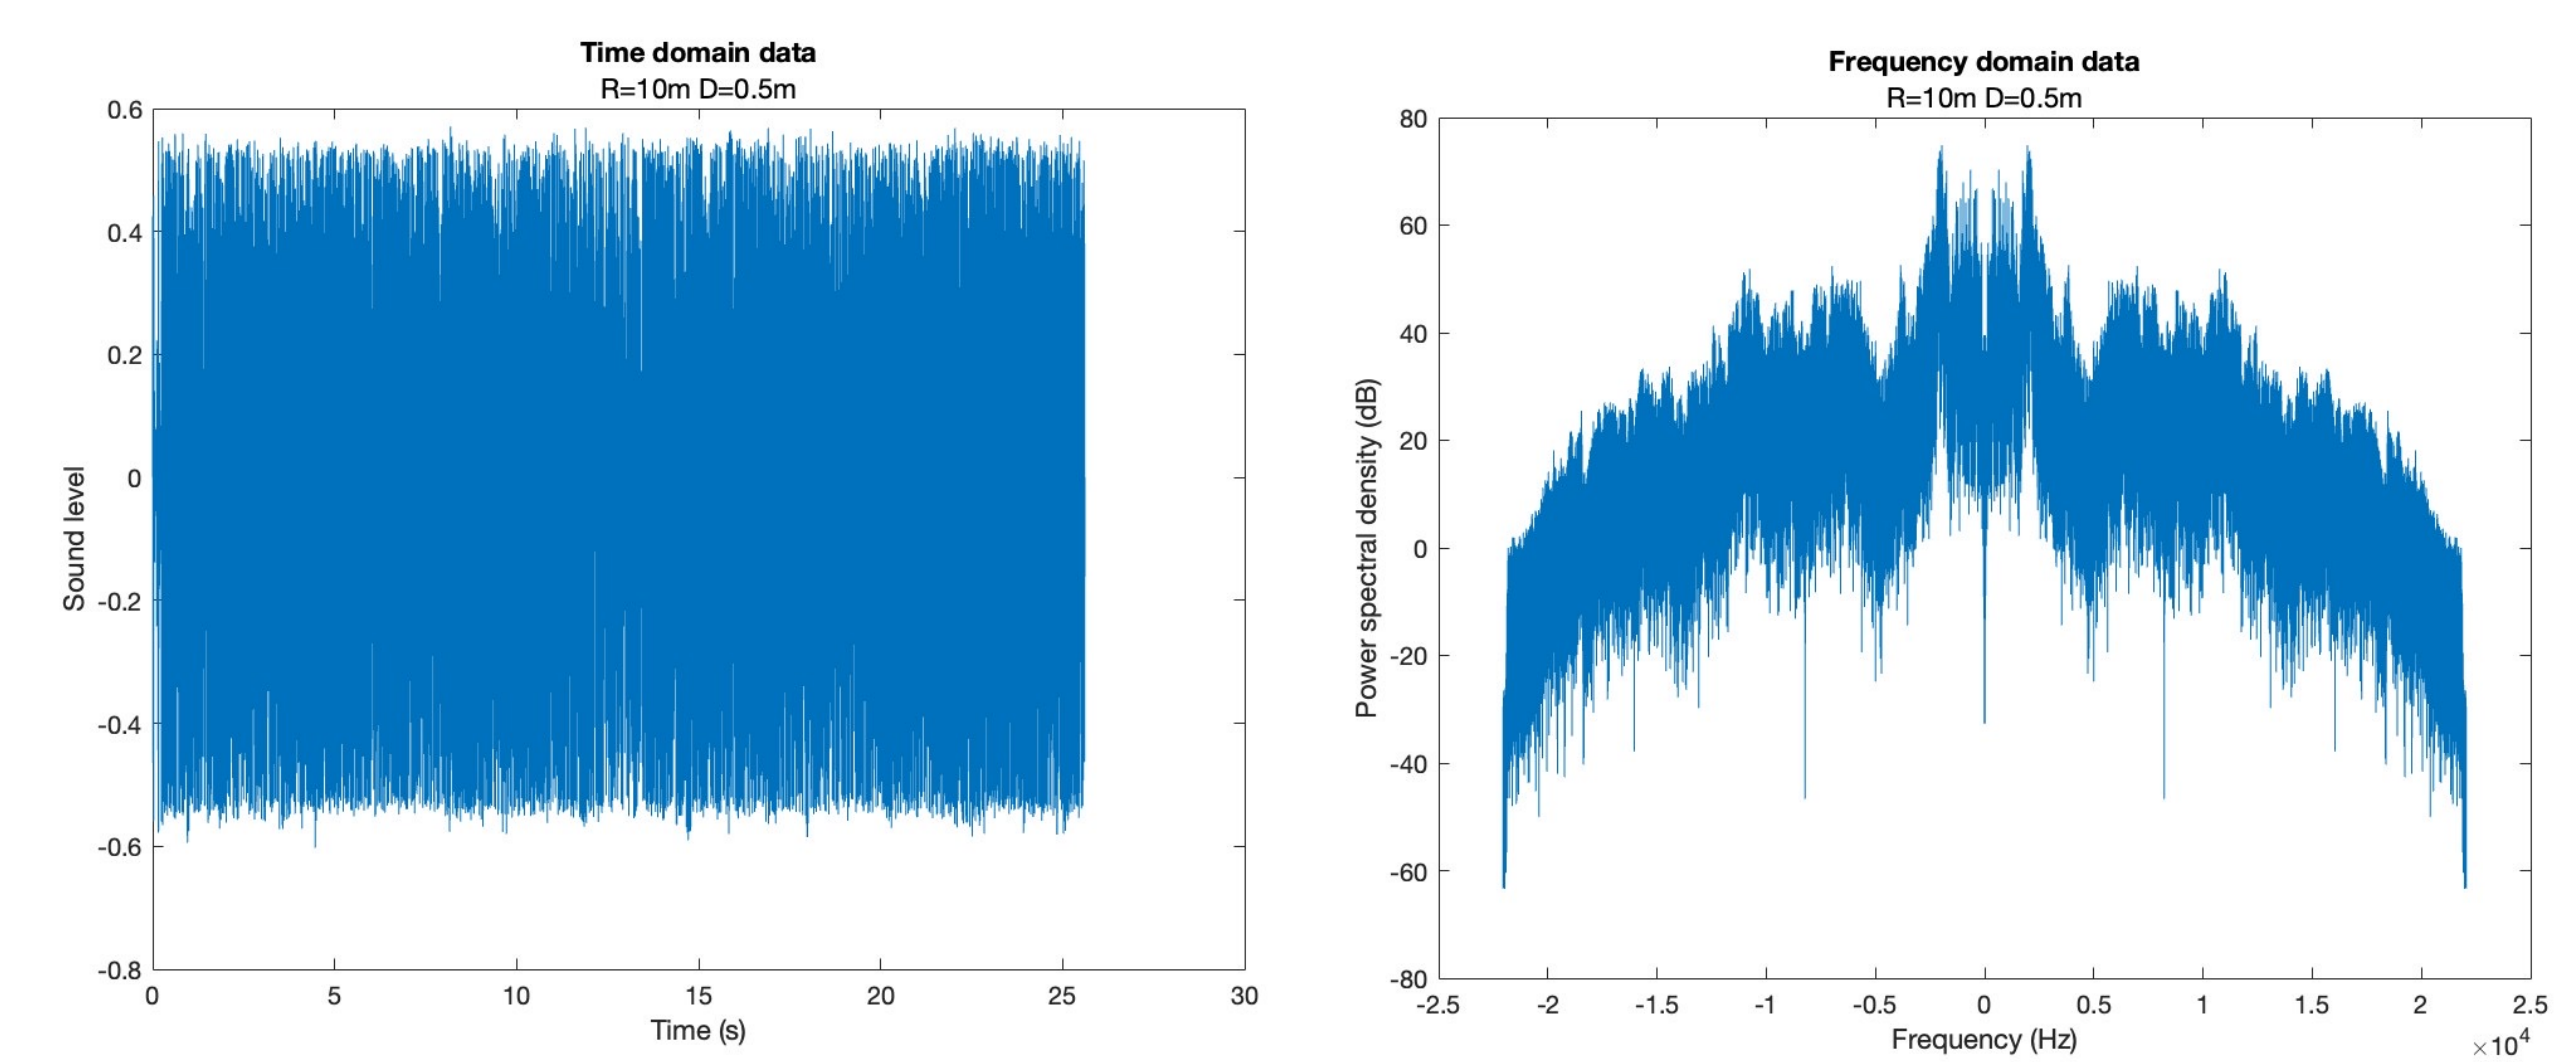 Time domain data
R=10m D=0.5m
0.6
0.4
0.2
0
-0.2
-0.4
-0.6
-0.8
Sound level
0 5 10 15 20 25 30
Time (s)
Frequency domain data
R=10m D=0.5m
80
60
40
20
0
-20
-40
-60
-80
Power spectral density (dB)
-2.5 -2 -1.5 -1 -0.5 0 0.5 1 1.5 2 2.5
Frequency (Hz)
×10⁴